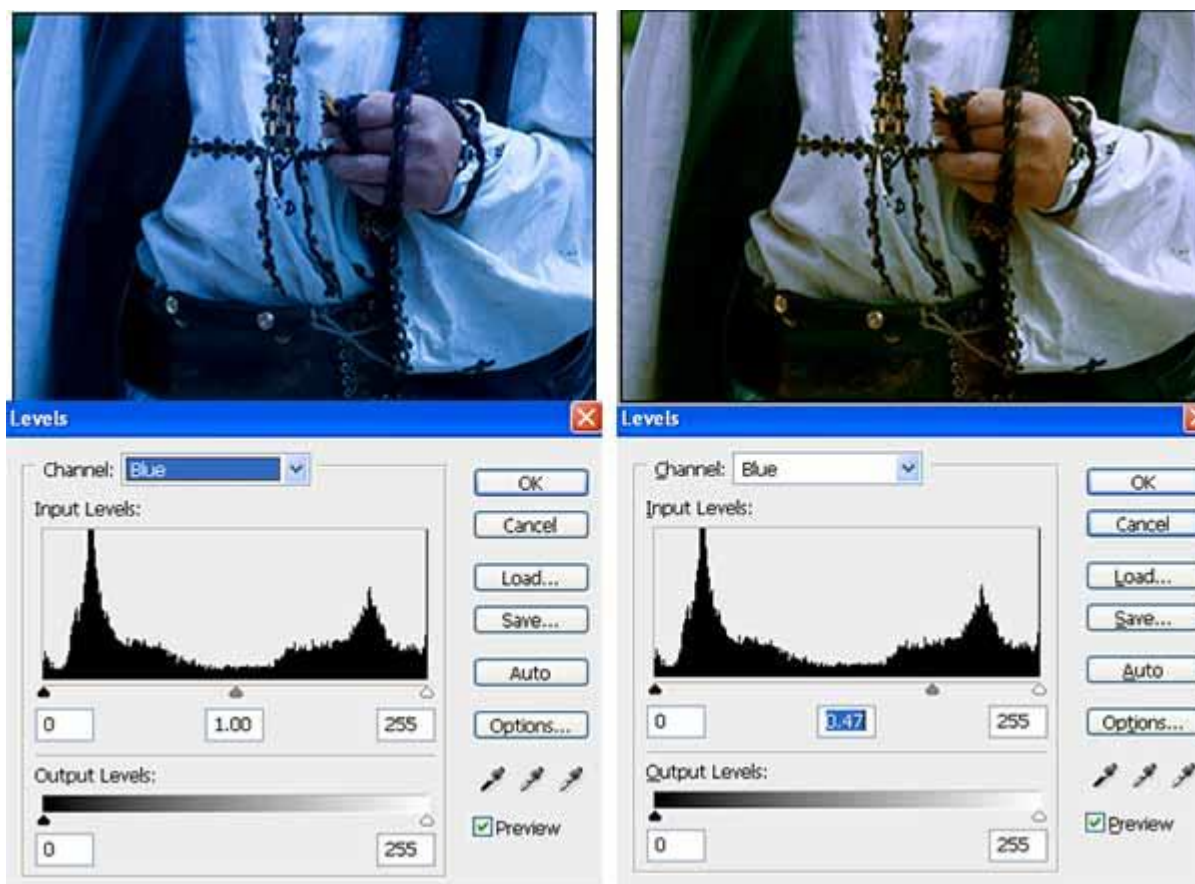 Levels
Channel: Blue
OK
Input Levels:
Cancel
Load...
Save...
Auto
0 1.00 255
Options...
Output Levels:
Preview
0 255
Levels
Channel: Blue
OK
Input Levels:
Cancel
Load...
Save...
Auto
0 0.47 255
Options...
Output Levels:
Preview
0 255